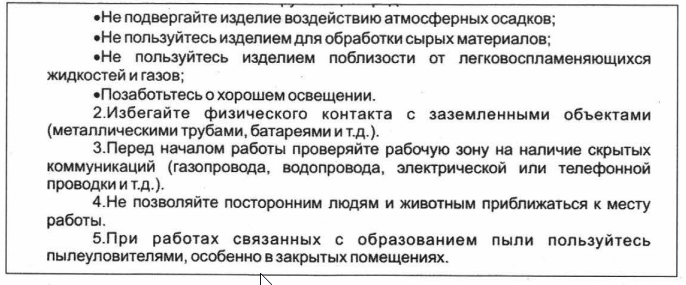 •Не подвергайте изделие воздействию атмосферных осадков;
•Не пользуйтесь изделием для обработки сырых материалов;
•Не пользуйтесь изделием поблизости от легковоспламеняющихся
жидкостей и газов;
•Позаботьтесь о хорошем освещении.
2.Избегайте физического контакта с заземленными объектами
(металлическими трубами, батареями и т.д.).
3.Перед началом работы проверяйте рабочую зону на наличие скрытых
коммуникаций (газопровода, водопровода, электрической или телефонной
проводки и т.д.).
4.Не позволяйте посторонним людям и животным приближаться к месту
работы.
5.При работах связанных с образованием пыли пользуйтесь
пылеуловителями, особенно в закрытых помещениях.